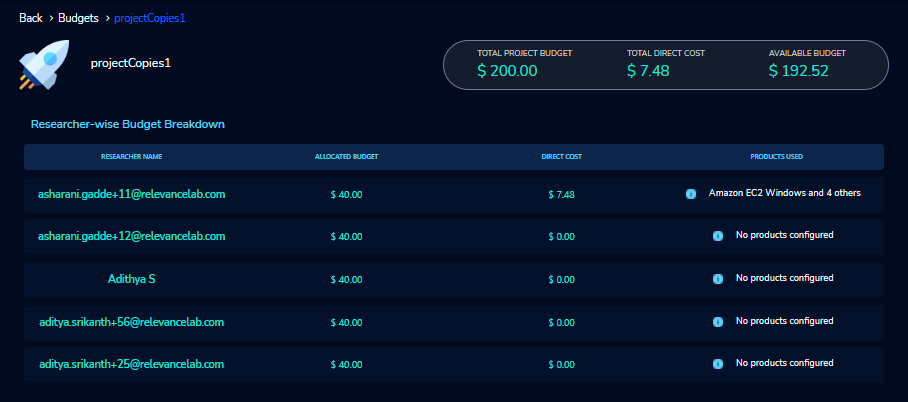 Back > Budgets > projectCopies1
projectCopies1
TOTAL PROJECT BUDGET TOTAL DIRECT COST AVAILABLE BUDGET
$ 200.00 $ 7.48 $ 192.52
Researcher-wise Budget Breakdown
RESEARCHER NAME ALLOCATED BUDGET DIRECT COST PRODUCTS USED
asharani.gadde+11@relevancelab.com $ 40.00 $ 7.48 i Amazon EC2 Windows and 4 others
asharani.gadde+12@relevancelab.com $ 40.00 $ 0.00 i No products configured
Adithya S $ 40.00 $ 0.00 i No products configured
aditya.srikanth+56@relevancelab.com $ 40.00 $ 0.00 i No products configured
aditya.srikanth+25@relevancelab.com $ 40.00 $ 0.00 i No products configured